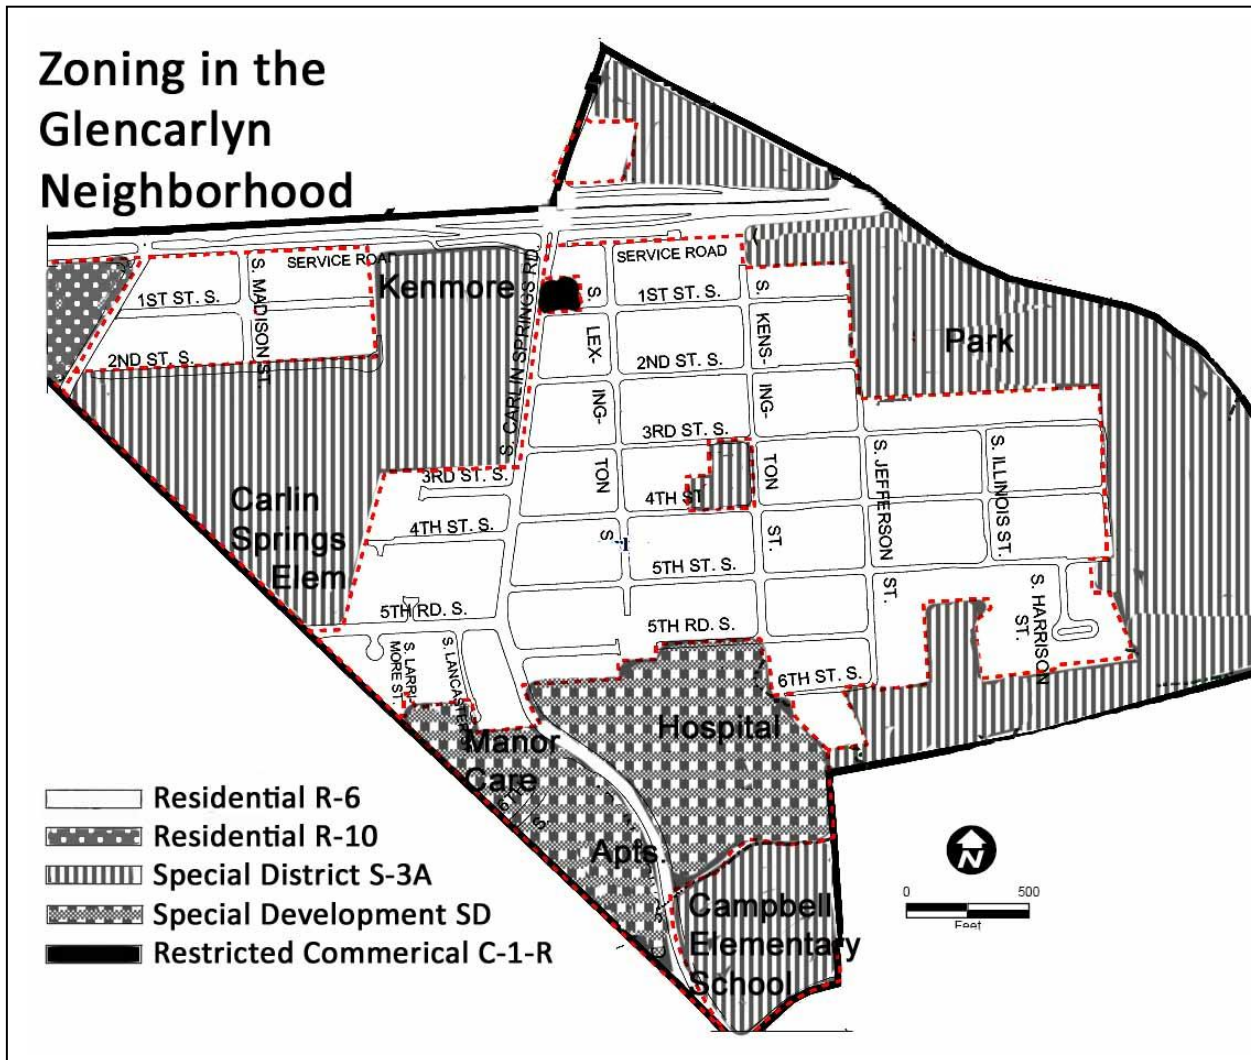 Zoning in the
Glencarlyn
Neighborhood
SERVICE ROAD
S. MADISON ST.
1ST ST. S.
2ND ST. S.
Kenmore
S. CARLIN SPRINGS RD
SERVICE ROAD
1ST ST. S.
2ND ST. S.
3RD ST. S.
4TH ST
5TH ST. S.
5TH RD. S.
6TH ST. S.
S.
LEX-
ING-
TON
S
S.
KENS-
ING-
TON
ST.
Park
S. JEFFERSON
ST.
S. ILLINOIS ST.
S. HARRISON
ST.
3RD ST. S.
4TH ST. S.
5TH RD. S.
Carlin
Springs
Elem
S. LARRI
MORE ST.
S. LANCASTER
Manor
Care
Hospital
Apts.
Campbell
Elementary
School
Residential R-6
Residential R-10
Special District S-3A
Special Development SD
Restricted Commerical C-1-R
N
0 500
Feet